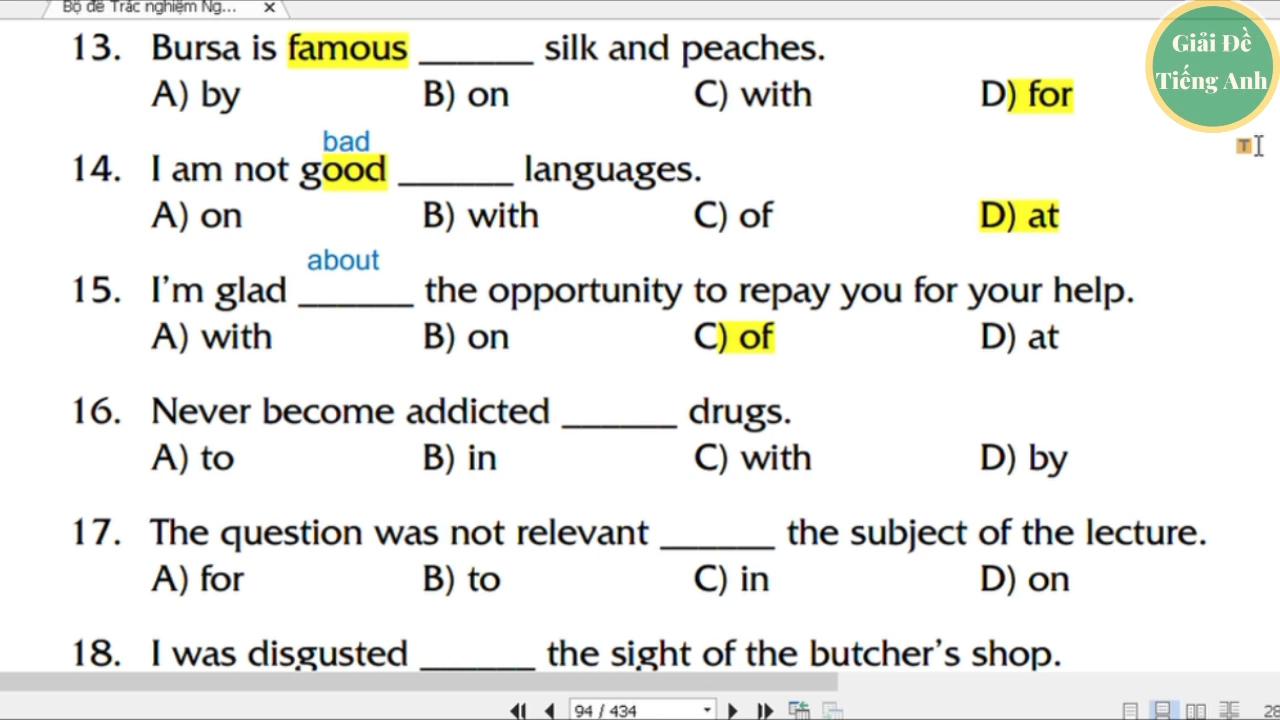 Bộ đề Trắc nghiệm Ng... x
Giải Đề
Tiếng Anh
13. Bursa is famous ______ silk and peaches.
A) by B) on C) with D) for
bad
14. I am not good ______ languages.
A) on B) with C) of D) at
about
15. I'm glad ______ the opportunity to repay you for your help.
A) with B) on C) of D) at
16. Never become addicted ______ drugs.
A) to B) in C) with D) by
17. The question was not relevant ______ the subject of the lecture.
A) for B) to C) in D) on
18. I was disgusted ______ the sight of the butcher's shop.
94 / 434
28